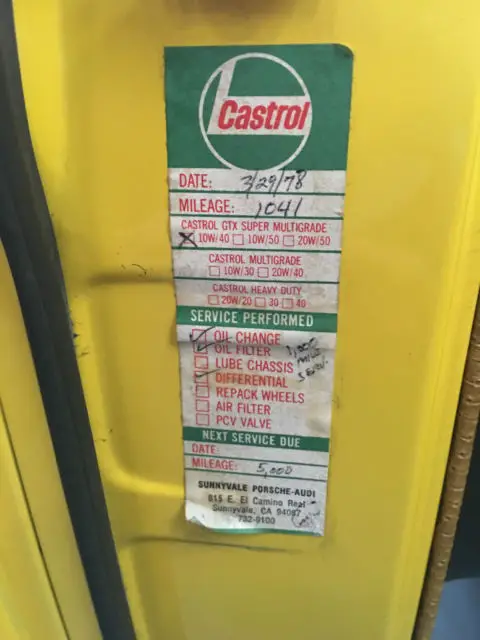 Castrol
DATE: 3/29/78
MILEAGE: 1041
CASTROL GTX SUPER MULTIGRADE
10W/40 10W/50 20W/50
CASTROL MULTIGRADE
10W/30 20W/40
CASTROL HEAVY DUTY
20W/20 30 40
SERVICE PERFORMED
OIL CHANGE
OIL FILTER 1,000
LUBE CHASSIS MILE
DIFFERENTIAL
REPACK WHEELS
AIR FILTER
PCV VALVE
NEXT SERVICE DUE
DATE:
MILEAGE: 5,000
SUNNYVALE PORSCHE-AUDI
815 E. El Camino Real
Sunnyvale, CA 94087
732-9100